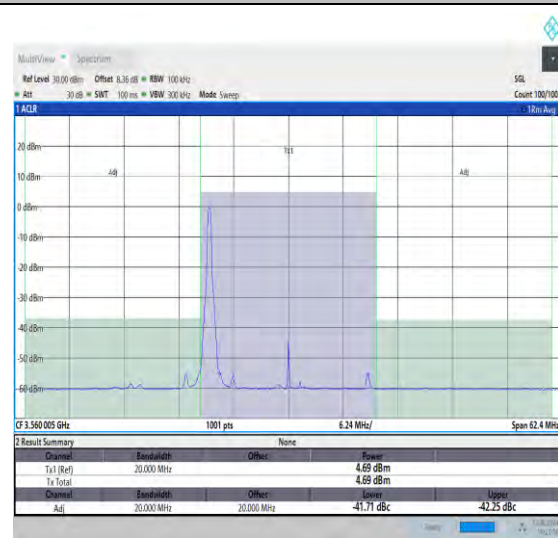 MultiView Spectrum
Ref Level 30.00 dBm Offset 8.36 dB RBW 100 kHz SGL
Att 30 dB SWT 100 ms VBW 300 kHz Mode Sweep Count 100/100
1 ACLR 1Rm Avg
Tx1
20 dBm
Adj Adj
10 dBm
0 dBm
-10 dBm
-20 dBm
-30 dBm
-40 dBm
-50 dBm
-60 dBm
CF 3.560 005 GHz 1001 pts 6.24 MHz/ Span 62.4 MHz
2 Result Summary None
Channel Bandwidth Offset Power
Tx1 (Ref) 20.000 MHz 4.69 dBm
Tx Total 4.69 dBm
Channel Bandwidth Offset Lower Upper
Adj 20.000 MHz 20.000 MHz -41.71 dBc -42.25 dBc